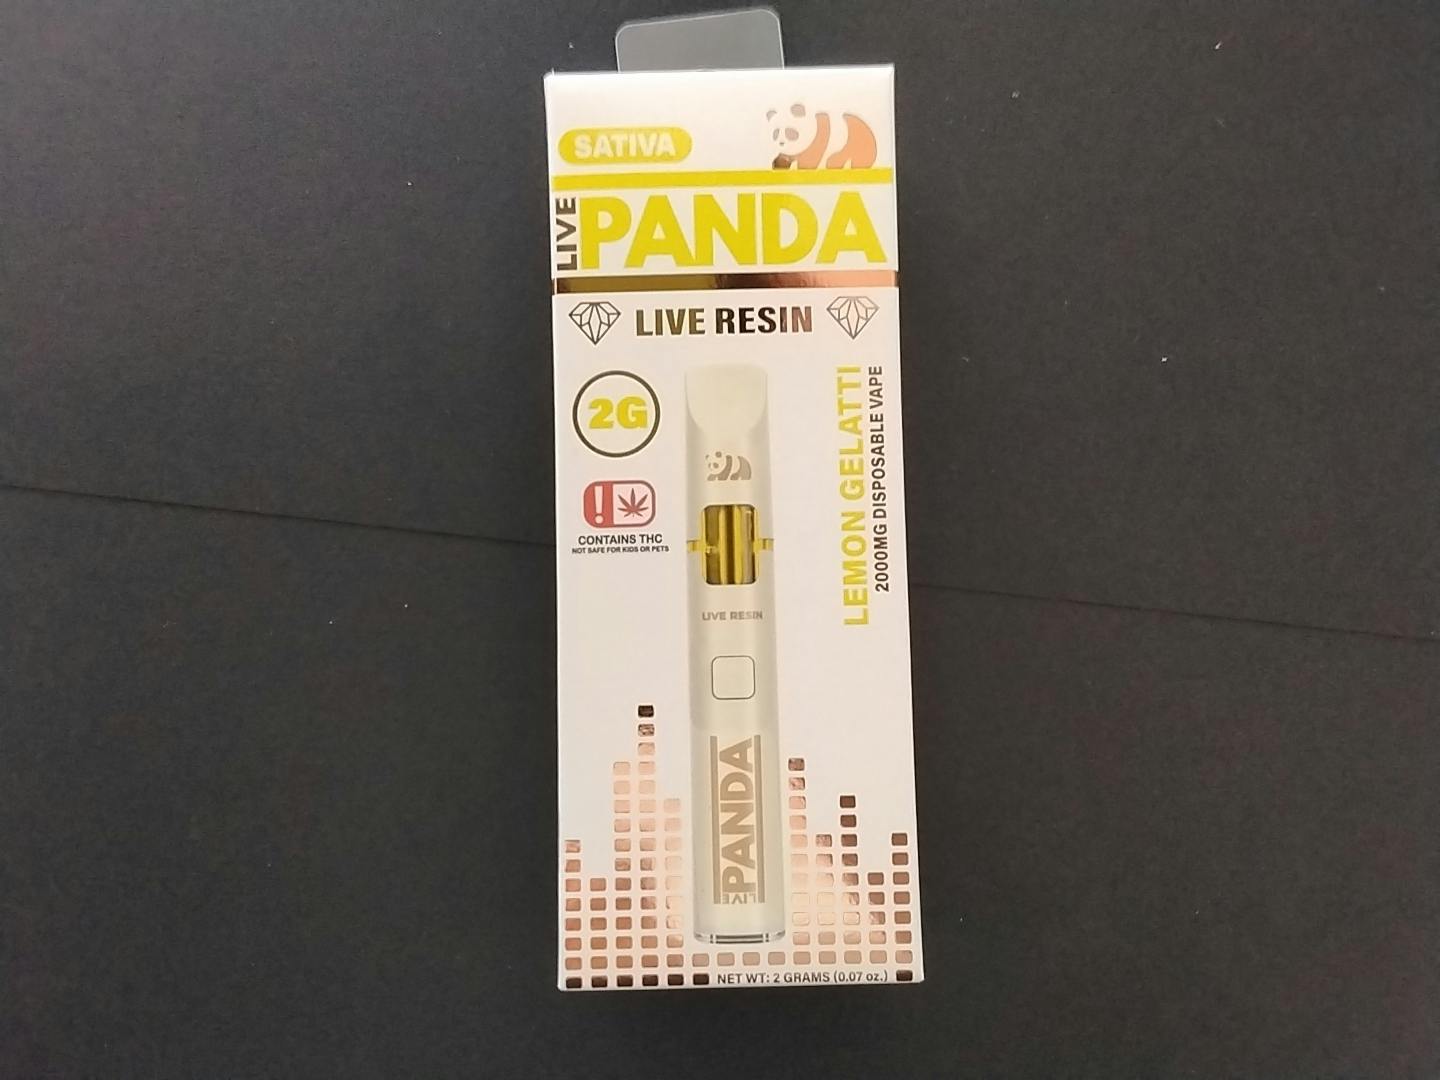 SATIVA
LIVE
PANDA
LIVE RESIN
2G
LEMON GELATTI
2000MG DISPOSABLE VAPE
!
CONTAINS THC
NOT SAFE FOR KIDS OR PETS
LIVE RESIN
LIVE
PANDA
NET WT: 2 GRAMS (0.07 oz.)